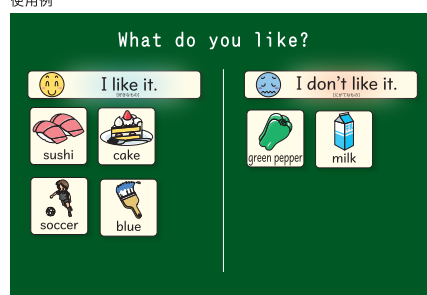 使用例
What do you like?
I like it.
I don't like it.
sushi
cake
green pepper
milk
soccer
blue